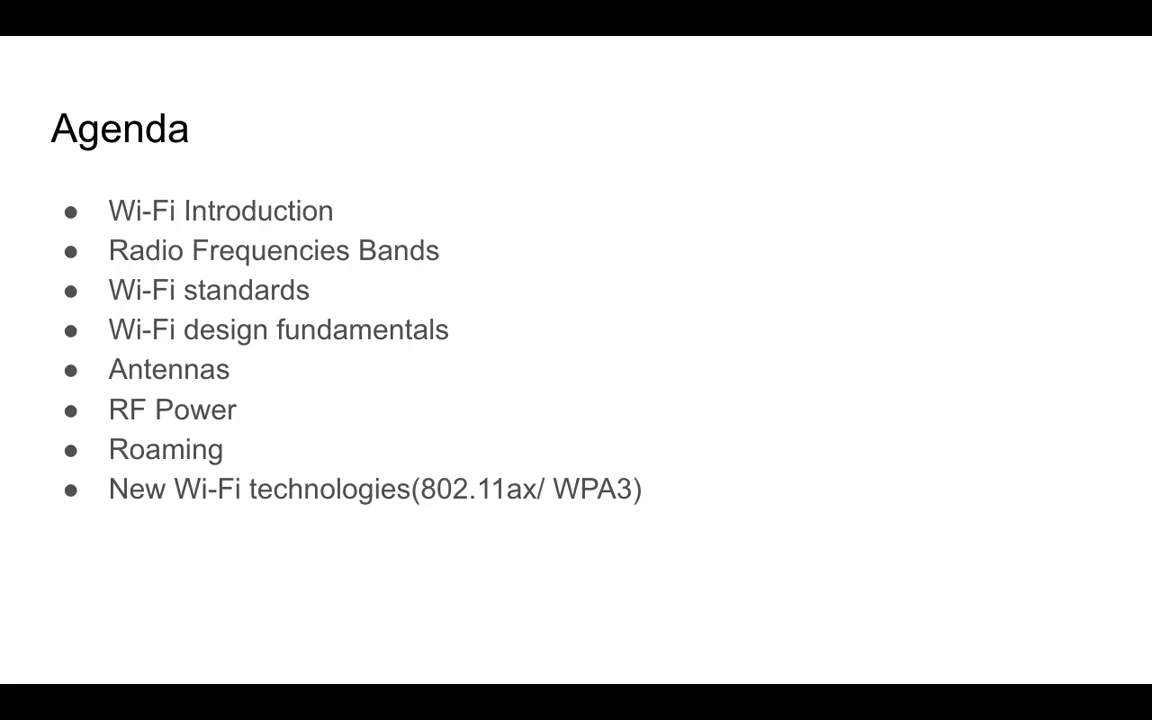 Agenda
● Wi-Fi Introduction
● Radio Frequencies Bands
● Wi-Fi standards
● Wi-Fi design fundamentals
● Antennas
● RF Power
● Roaming
● New Wi-Fi technologies(802.11ax/ WPA3)